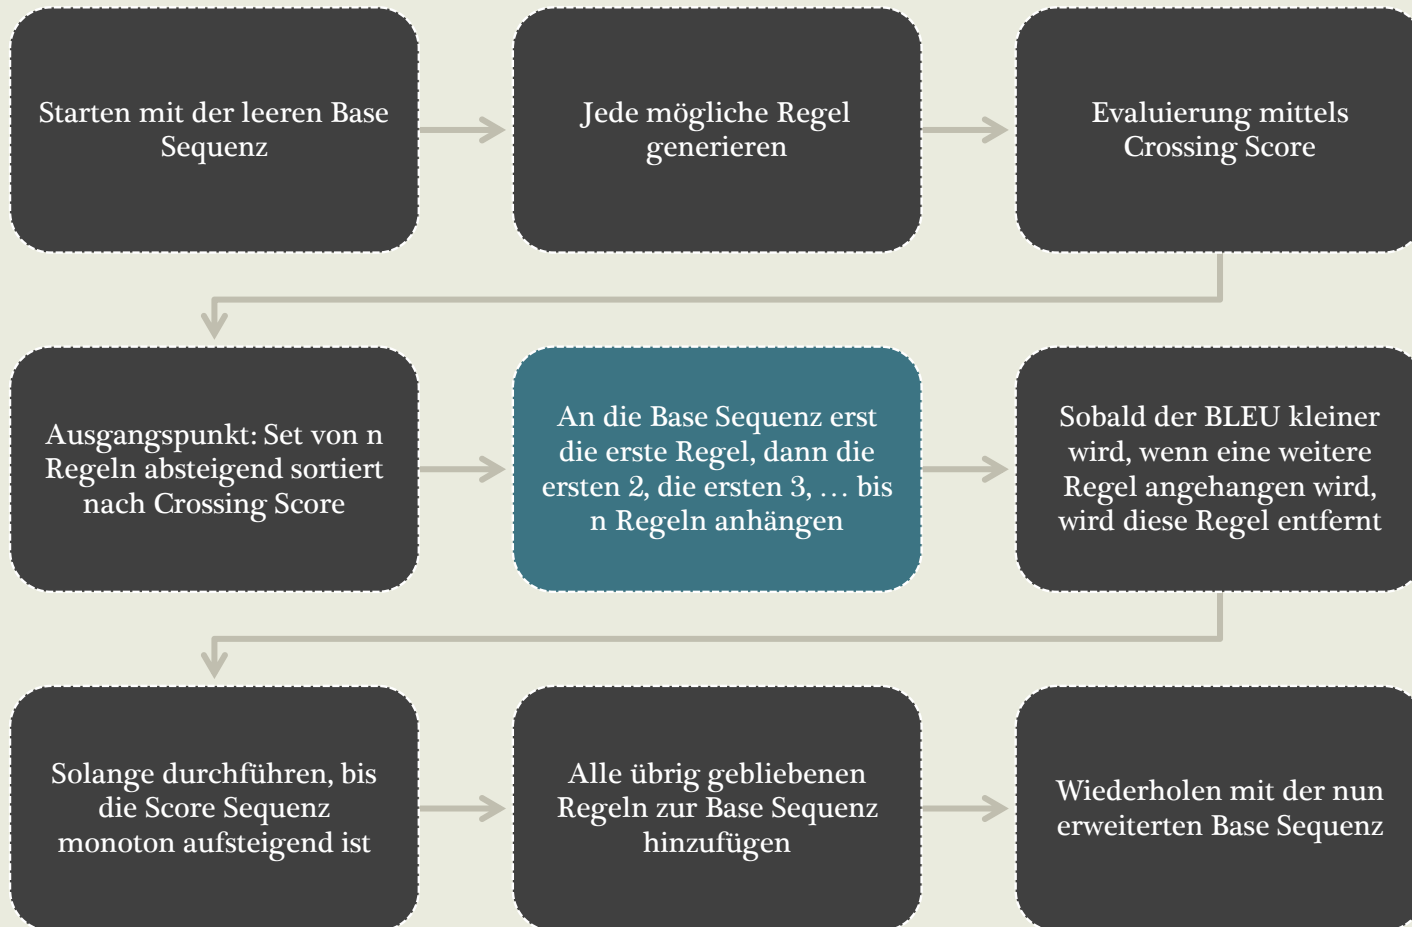 Starten mit der leeren Base
Sequenz
Jede mögliche Regel
generieren
Evaluierung mittels
Crossing Score
Ausgangspunkt: Set von n
Regeln absteigend sortiert
nach Crossing Score
An die Base Sequenz erst
die erste Regel, dann die
ersten 2, die ersten 3, … bis
n Regeln anhängen
Sobald der BLEU kleiner
wird, wenn eine weitere
Regel angehangen wird,
wird diese Regel entfernt
Solange durchführen, bis
die Score Sequenz
monoton aufsteigend ist
Alle übrig gebliebenen
Regeln zur Base Sequenz
hinzufügen
Wiederholen mit der nun
erweiterten Base Sequenz